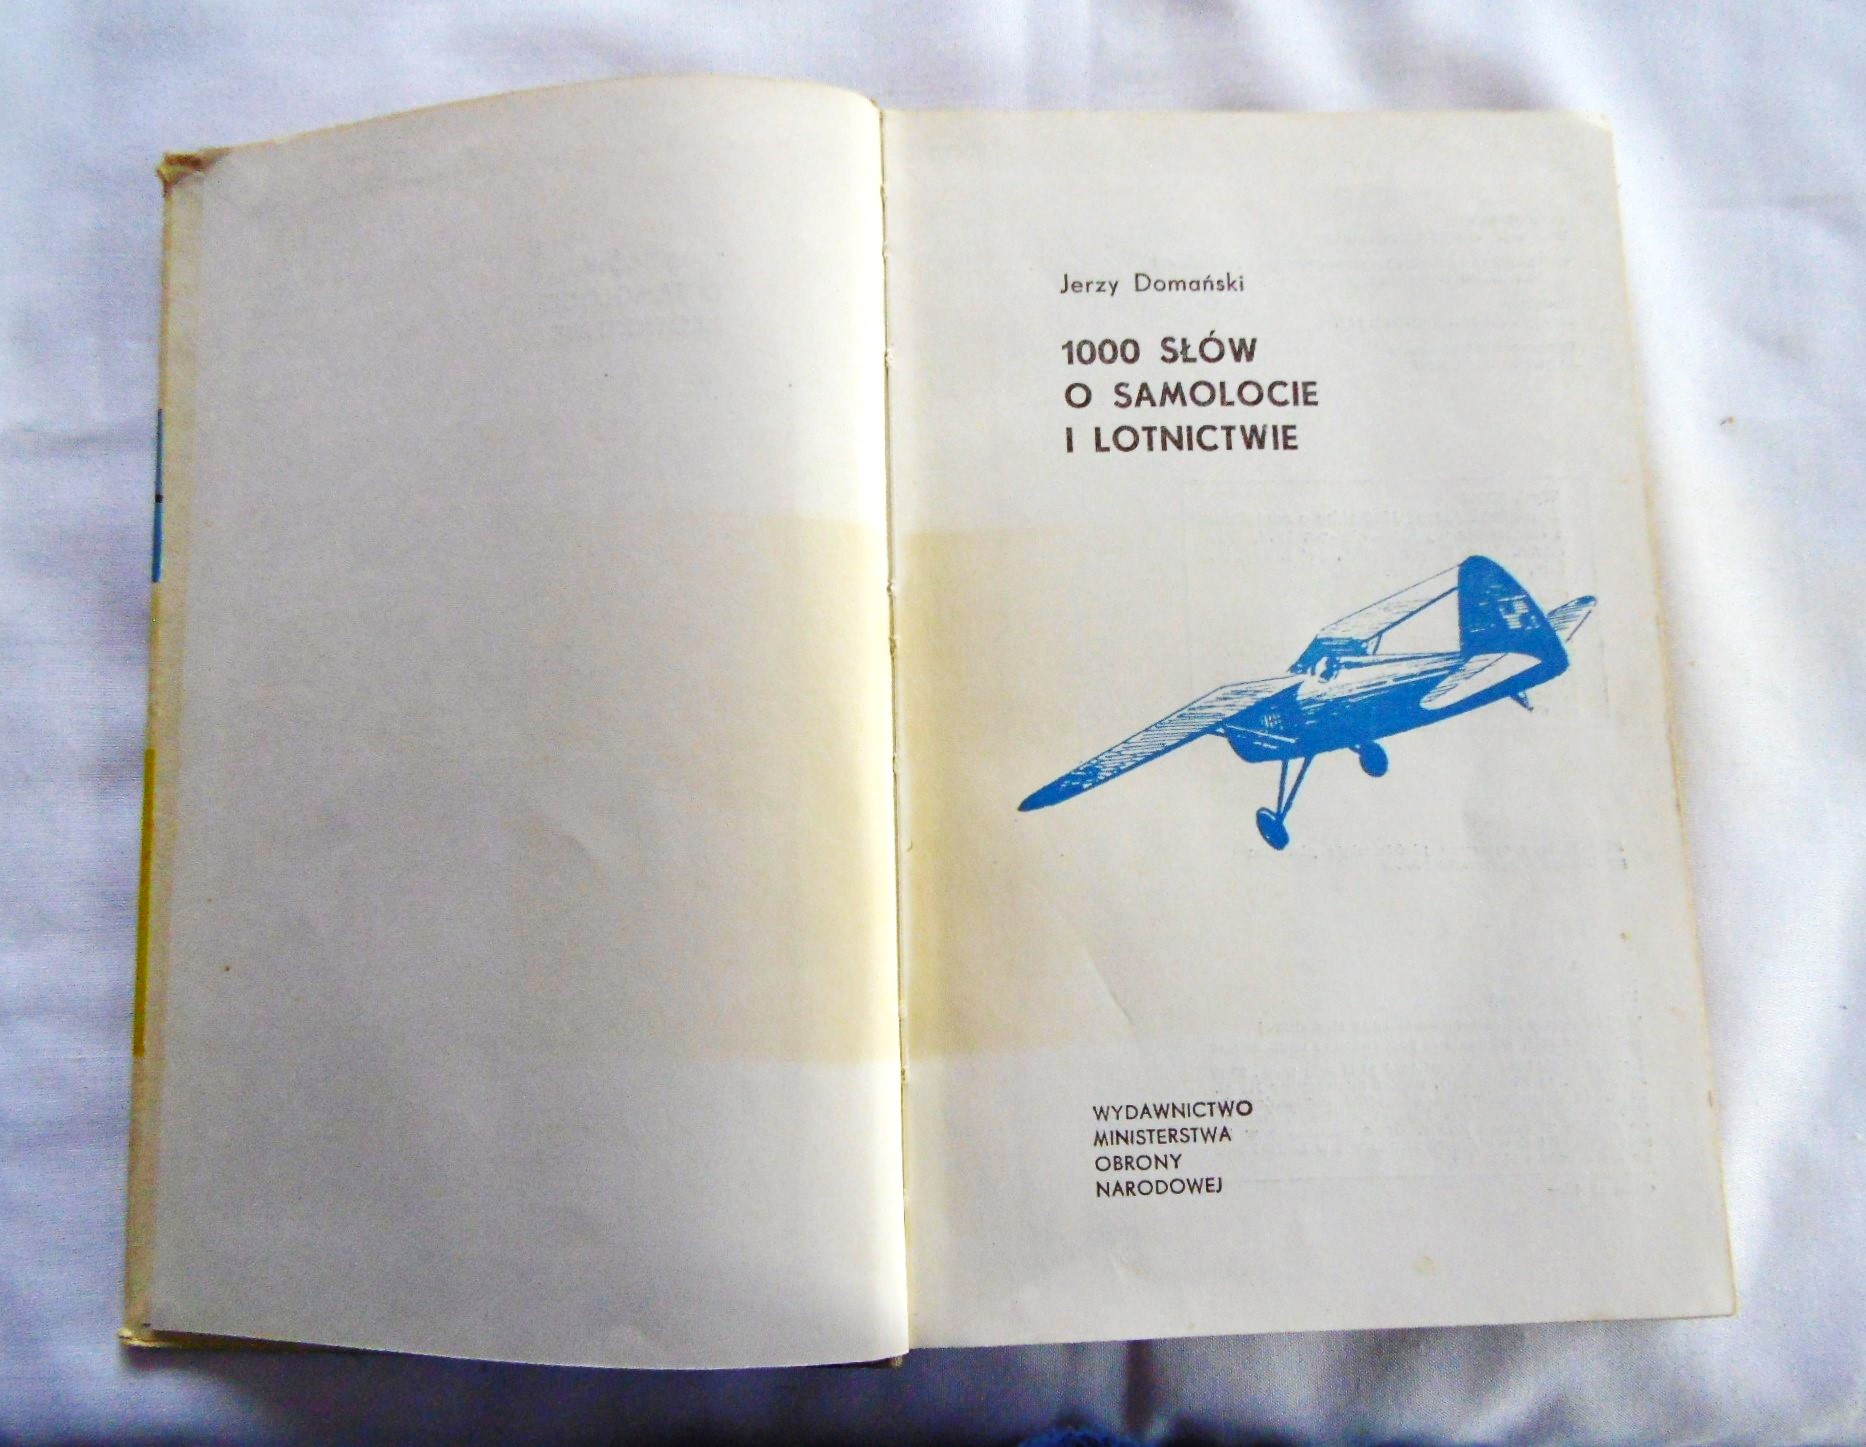 Jerzy Domański
1000 SŁÓW
O SAMOLOCIE
I LOTNICTWIE
WYDAWNICTWO
MINISTERSTWA
OBRONY
NARODOWEJ